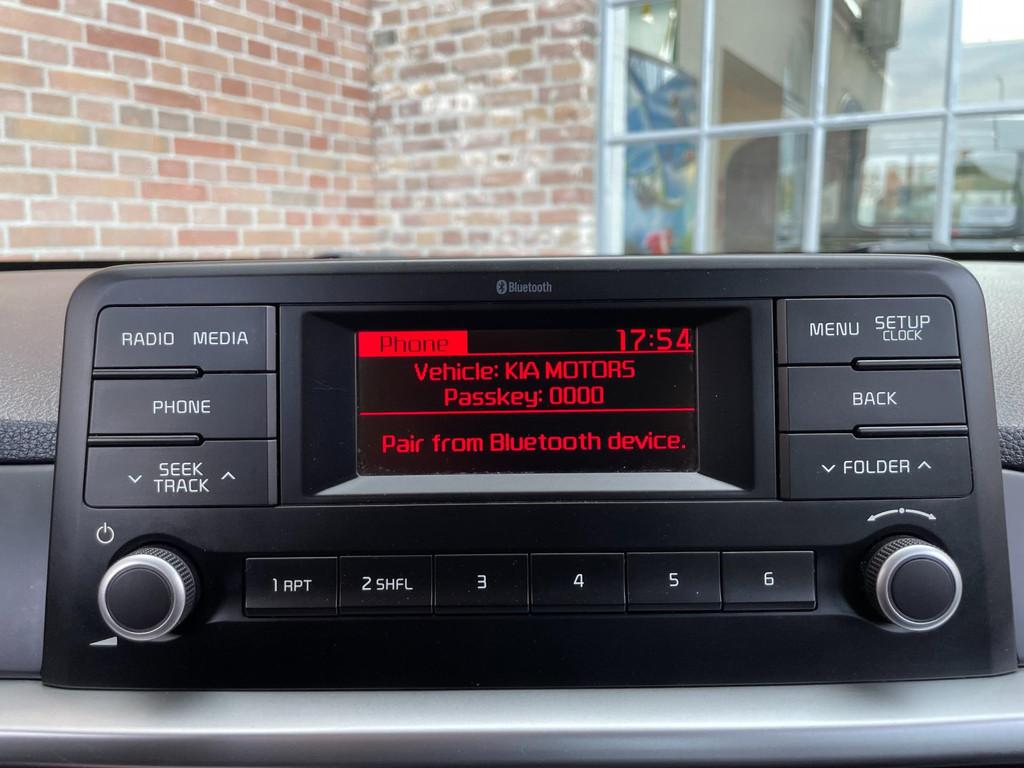 Bluetooth
RADIO MEDIA
PHONE
SEEK
TRACK
Phone 17:54
Vehicle: KIA MOTORS
Passkey: 0000
Pair from Bluetooth device.
MENU SETUP
CLOCK
BACK
FOLDER
1 RPT 2 SHFL 3 4 5 6